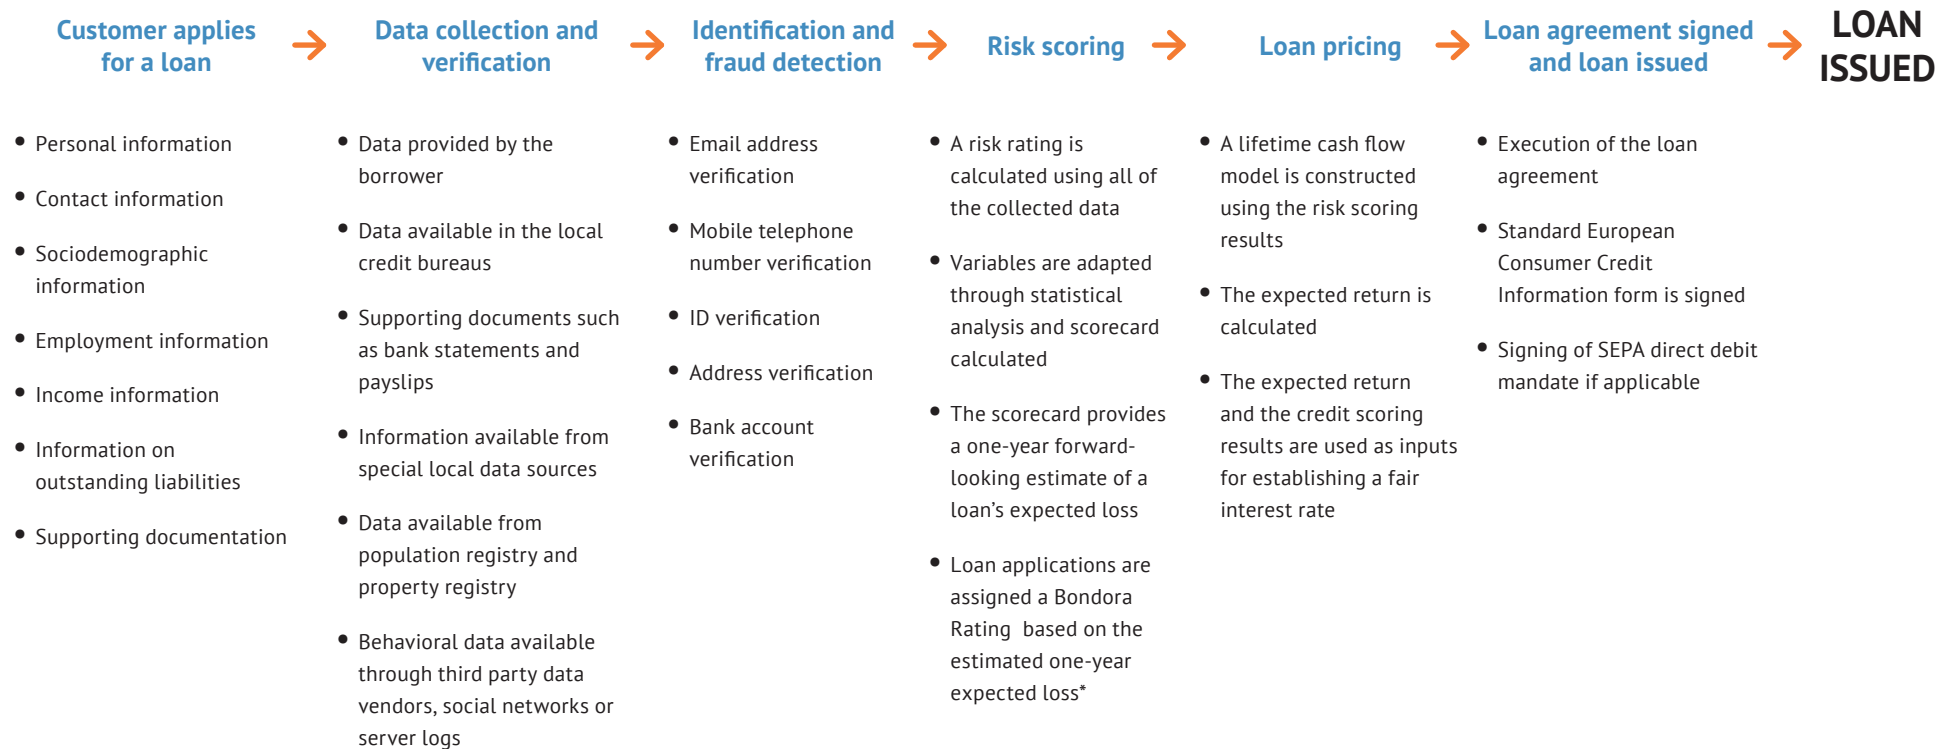 Customer applies
for a loan
Data collection and
verification
Identification and
fraud detection
Risk scoring
Loan pricing
Loan agreement signed
and loan issued
LOAN
ISSUED
• Personal information
• Contact information
• Sociodemographic
information
• Employment information
• Income information
• Information on
outstanding liabilities
• Supporting documentation
• Data provided by the
borrower
• Data available in the local
credit bureaus
• Supporting documents such
as bank statements and
payslips
• Information available from
special local data sources
• Data available from
population registry and
property registry
• Behavioral data available
through third party data
vendors, social networks or
server logs
• Email address
verification
• Mobile telephone
number verification
• ID verification
• Address verification
• Bank account
verification
• A risk rating is
calculated using all of
the collected data
• Variables are adapted
through statistical
analysis and scorecard
calculated
• The scorecard provides
a one-year forward-
looking estimate of a
loan’s expected loss
• Loan applications are
assigned a Bondora
Rating based on the
estimated one-year
expected loss*
• A lifetime cash flow
model is constructed
using the risk scoring
results
• The expected return is
calculated
• The expected return
and the credit scoring
results are used as inputs
for establishing a fair
interest rate
• Execution of the loan
agreement
• Standard European
Consumer Credit
Information form is signed
• Signing of SEPA direct debit
mandate if applicable